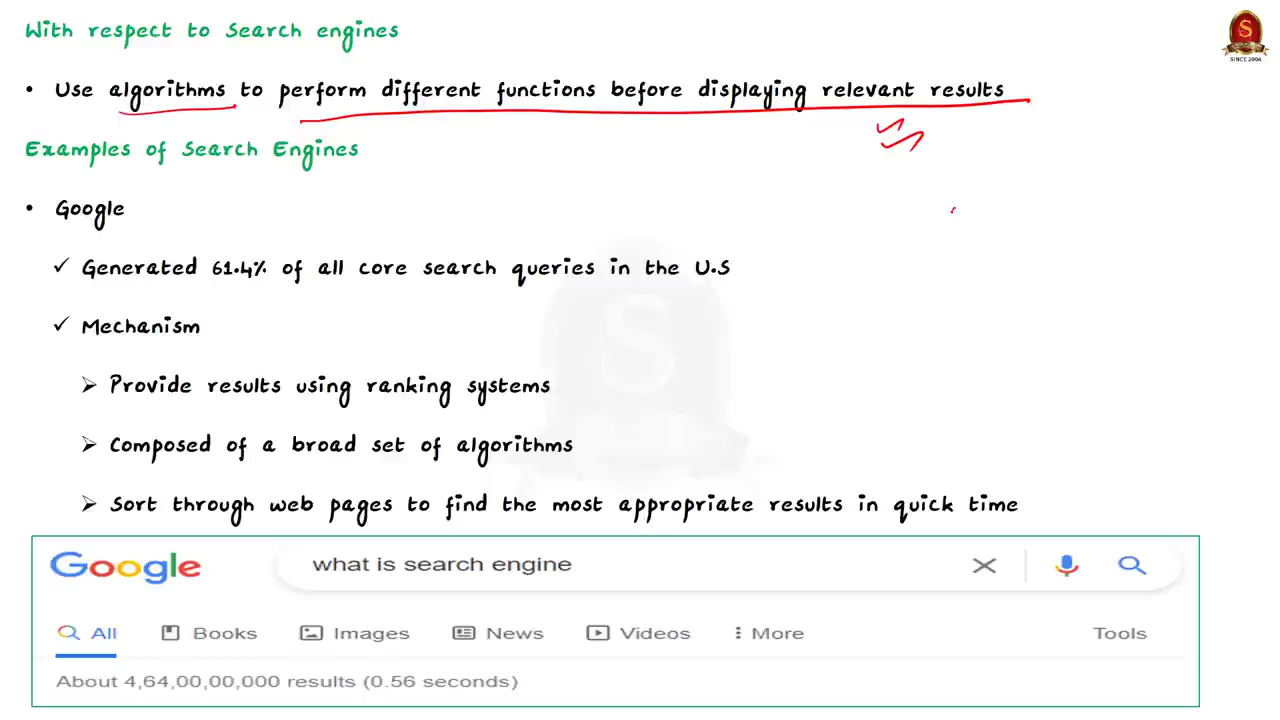 With respect to Search engines
S
SINCE 2004
• Use algorithms to perform different functions before displaying relevant results
Examples of Search Engines
• Google
✓ Generated 61.4% of all core search queries in the U.S
✓ Mechanism
➢ Provide results using ranking systems
➢ Composed of a broad set of algorithms
➢ Sort through web pages to find the most appropriate results in quick time
Google what is search engine
All Books Images News Videos More Tools
About 4,64,00,00,000 results (0.56 seconds)